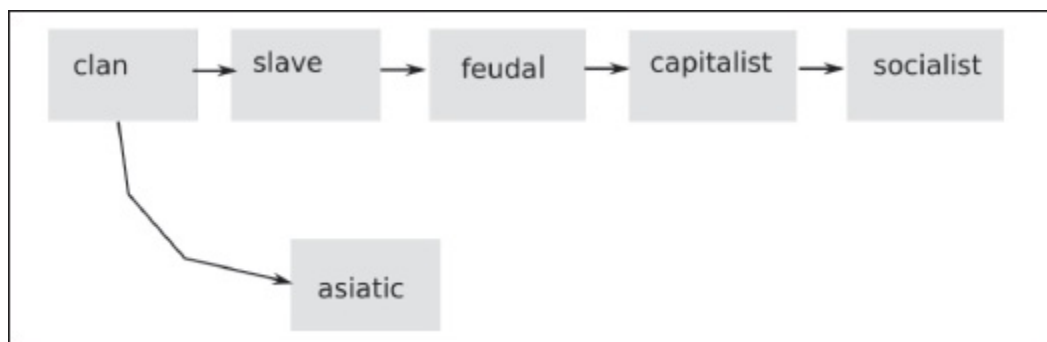 clan
slave
feudal
capitalist
socialist
asiatic